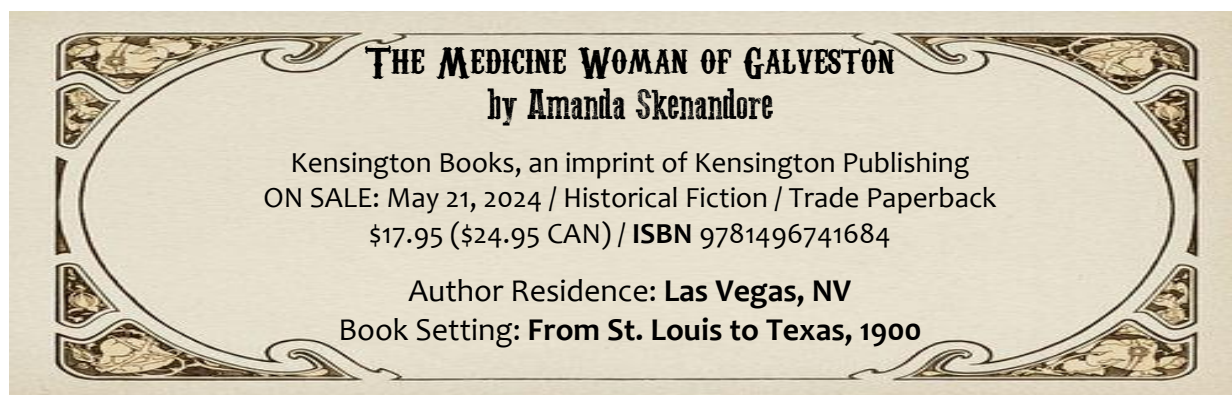 THE MEDICINE WOMAN OF GALVESTON
by Amanda Skenandore
Kensington Books, an imprint of Kensington Publishing
ON SALE: May 21, 2024 / Historical Fiction / Trade Paperback
$17.95 ($24.95 CAN) / ISBN 9781496741684
Author Residence: Las Vegas, NV
Book Setting: From St. Louis to Texas, 1900